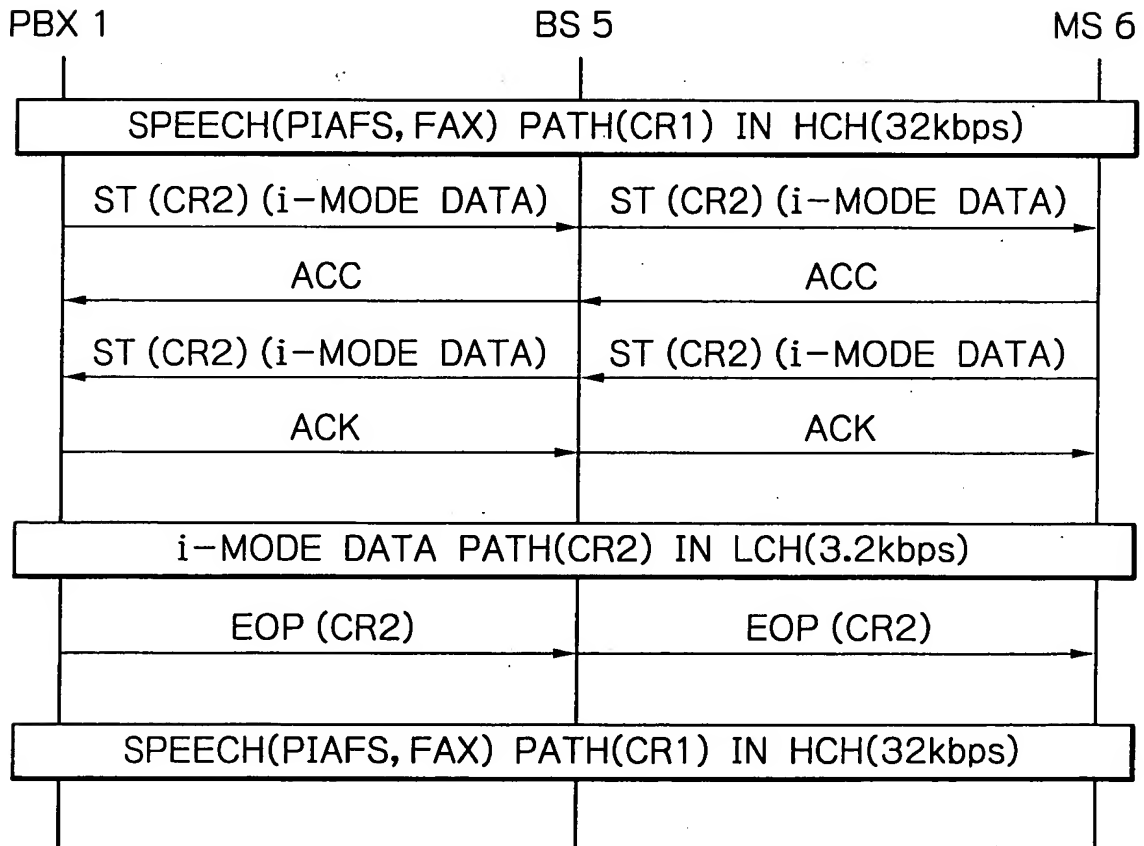 PBX 1 BS 5 MS 6
SPEECH(PIAFS, FAX) PATH(CR1) IN HCH(32kbps)
ST (CR2) (i-MODE DATA) ST (CR2) (i-MODE DATA)
ACC ACC
ST (CR2) (i-MODE DATA) ST (CR2) (i-MODE DATA)
ACK ACK
i-MODE DATA PATH(CR2) IN LCH(3.2kbps)
EOP (CR2) EOP (CR2)
SPEECH(PIAFS, FAX) PATH(CR1) IN HCH(32kbps)